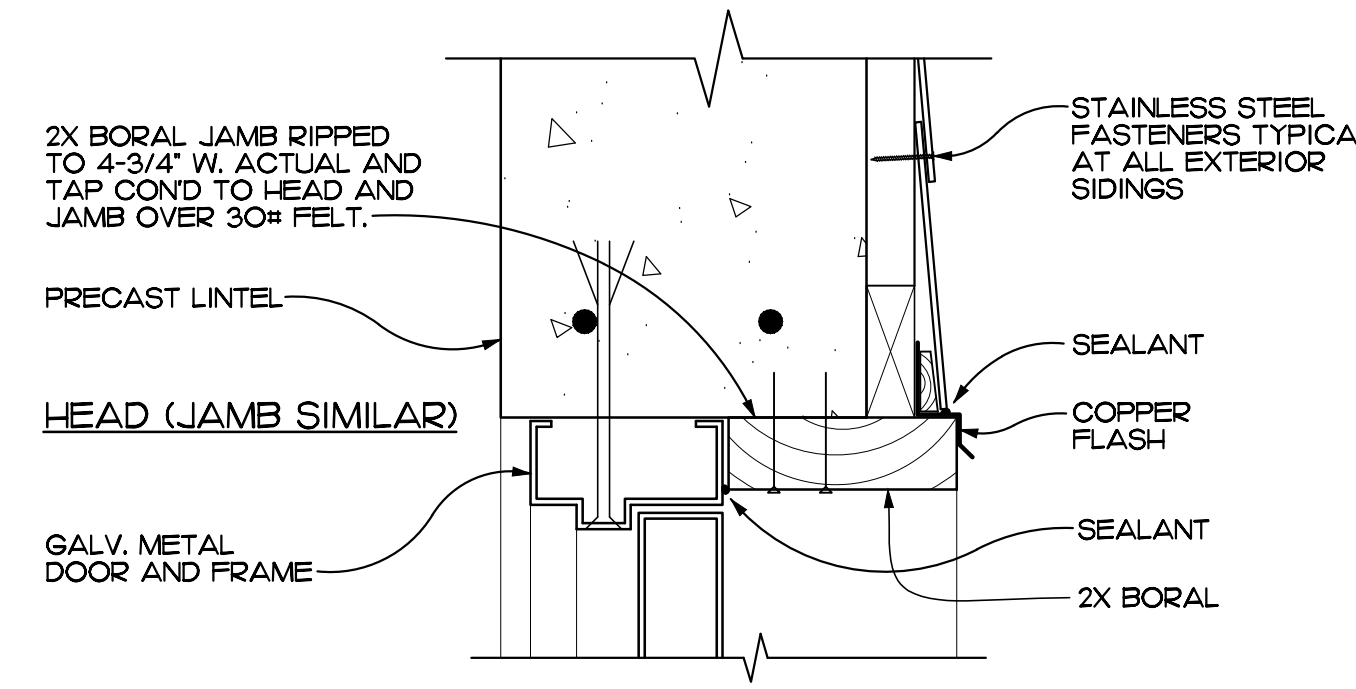 2X BORAL JAMB RIPPED
TO 4-3/4" W. ACTUAL AND
TAP CON'D TO HEAD AND
JAMB OVER 30# FELT.
PRECAST LINTEL
HEAD (JAMB SIMILAR)
GALV. METAL
DOOR AND FRAME
STAINLESS STEEL
FASTENERS TYPICA
AT ALL EXTERIOR
SIDINGS
SEALANT
COPPER
FLASH
SEALANT
2X BORAL